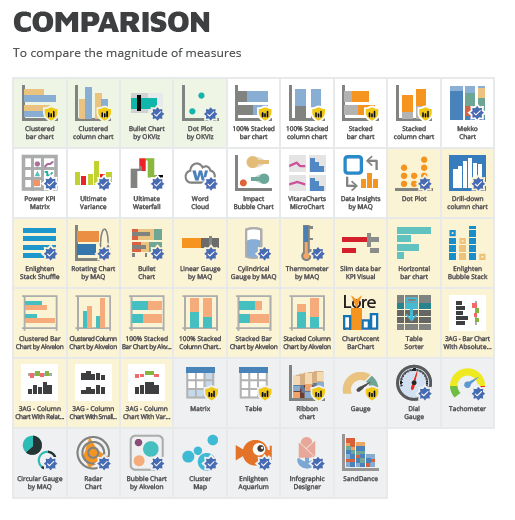 COMPARISON
To compare the magnitude of measures
Clustered
bar chart
Clustered
column chart
Bullet Chart
by OKViz
Dot Plot
by OKViz
100% Stacked
bar chart
100% Stacked
column chart
Stacked
bar chart
Stacked
column chart
Mekko
Chart
Power KPI
Matrix
Ultimate
Variance
Ultimate
Waterfall
W
Word
Cloud
Impact
Bubble Chart
VitaraCharts
MicroChart
Data Insights
by MAQ
Dot Plot
Drill-down
column chart
Enlighten
Stack Shuffle
Rotating Chart
by MAQ
Bullet
Chart
Linear Gauge
by MAQ
Cylindrical
Gauge by MAQ
Thermometer
by MAQ
Slim data bar
KPI Visual
Horizontal
bar chart
Enlighten
Bubble Stack
Clustered Bar
Chart by Akvelon
Clustered Column
Chart by Akvelon
100% Stacked
Bar Chart by Akv...
100% Stacked
Column Chart..
Stacked Bar
Chart by Akvelon
Stacked Column
Chart by Akvelon
Lore
ChartAccent
BarChart
Table
Sorter
3AG - Bar Chart
With Absolute...
3AG - Column
Chart With Relat...
3AG - Column
Chart With Small...
3AG - Column
Chart With Var...
Matrix
Table
Ribbon
chart
Gauge
Dial
Gauge
Tachometer
Circular Gauge
by MAQ
Radar
Chart
Bubble Chart
by Akvelon
Cluster
Map
Enlighten
Aquarium
Infographic
Designer
SandDance